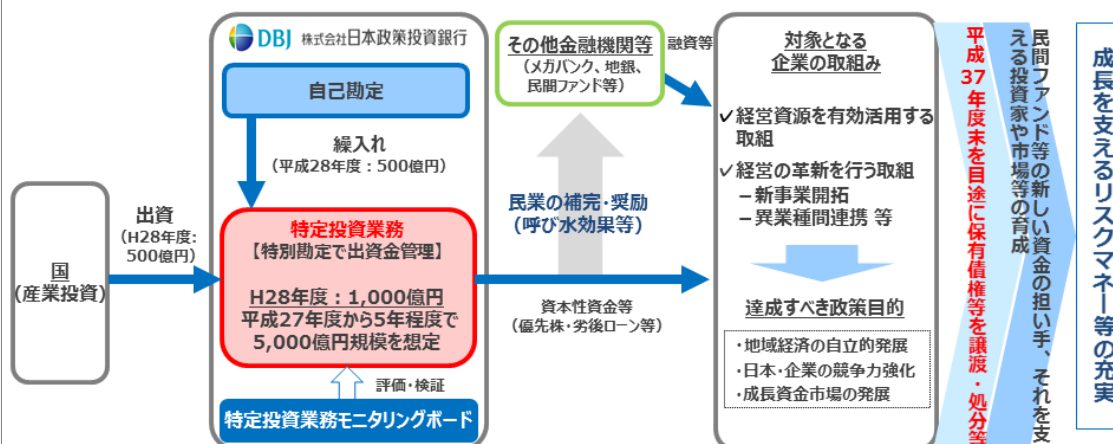 DBJ 株式会社日本政策投資銀行
自己勘定
繰入れ
（平成28年度：500億円）
国
(産業投資)
出資
（H28年度:
500億円）
特定投資業務
【特別勘定で出資金管理】
H28年度：1,000億円
平成27年度から5年程度で
5,000億円規模を想定
評価・検証
特定投資業務モニタリングボード
その他金融機関等
（メガバンク、地銀、
民間ファンド等）
融資等
民業の補完・奨励
（呼び水効果等）
資本性資金等
（優先株・劣後ローン等）
対象となる
企業の取組み
✓経営資源を有効活用する
取組
✓経営の革新を行う取組
－新事業開拓
－異業種間連携 等
達成すべき政策目的
・地域経済の自立的発展
・日本・企業の競争力強化
・成長資金市場の発展
平成37年度末を目途に保有債権等を譲渡・処分等
民間ファンド等の新しい資金の担い手、それを支
える投資家や市場等の育成
成長を支えるリスクマネー等の充実